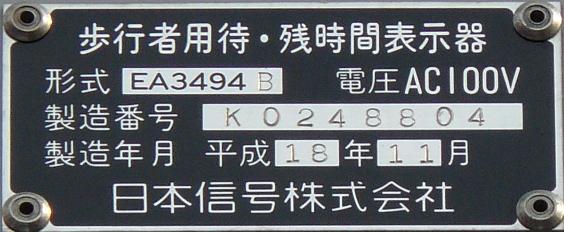 歩行者用待・残時間表示器
形式 EA3494 B 電圧 AC100V
製造番号 K0248804
製造年月 平成 18 年 11 月
日本信号株式会社